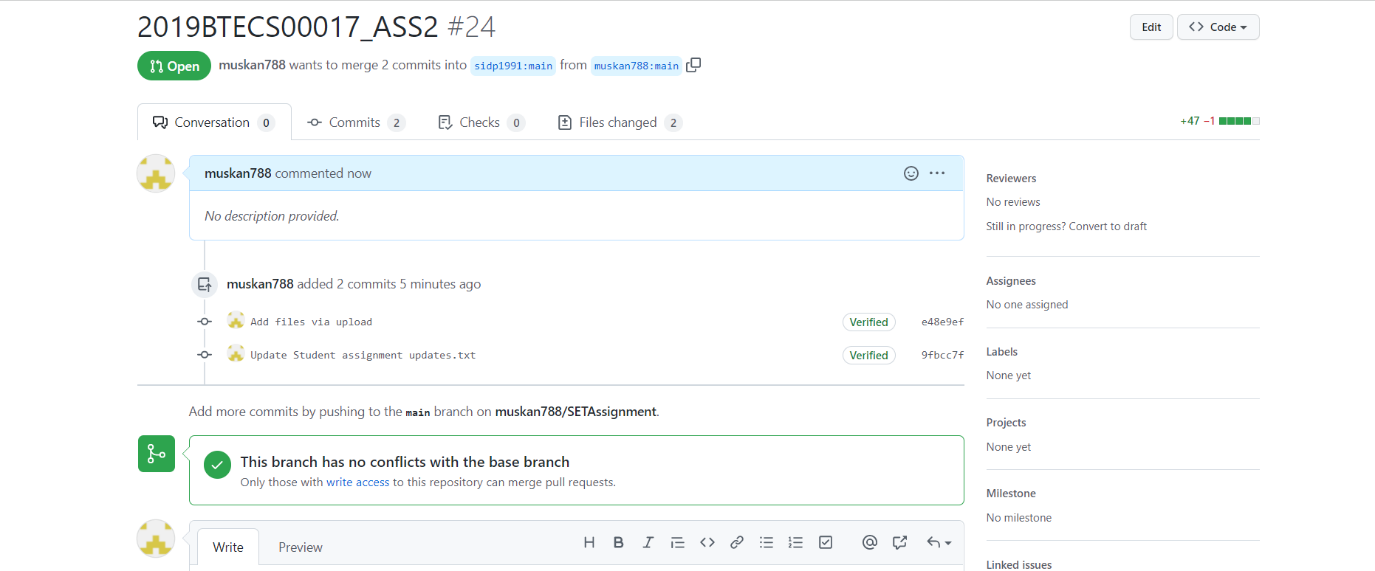 2019BTECS00017_ASS2 #24
Edit
<> Code
Open
muskan788 wants to merge 2 commits into sidp1991:main from muskan788:main
Conversation 0
Commits 2
Checks 0
Files changed 2
+47 −1
muskan788 commented now
No description provided.
muskan788 added 2 commits 5 minutes ago
Add files via upload Verified e48e9ef
Update Student assignment updates.txt Verified 9fbcc7f
Add more commits by pushing to the main branch on muskan788/SETAssignment.
This branch has no conflicts with the base branch
Only those with write access to this repository can merge pull requests.
Write
Preview
Reviewers
No reviews
Still in progress? Convert to draft
Assignees
No one assigned
Labels
None yet
Projects
None yet
Milestone
No milestone
Linked issues